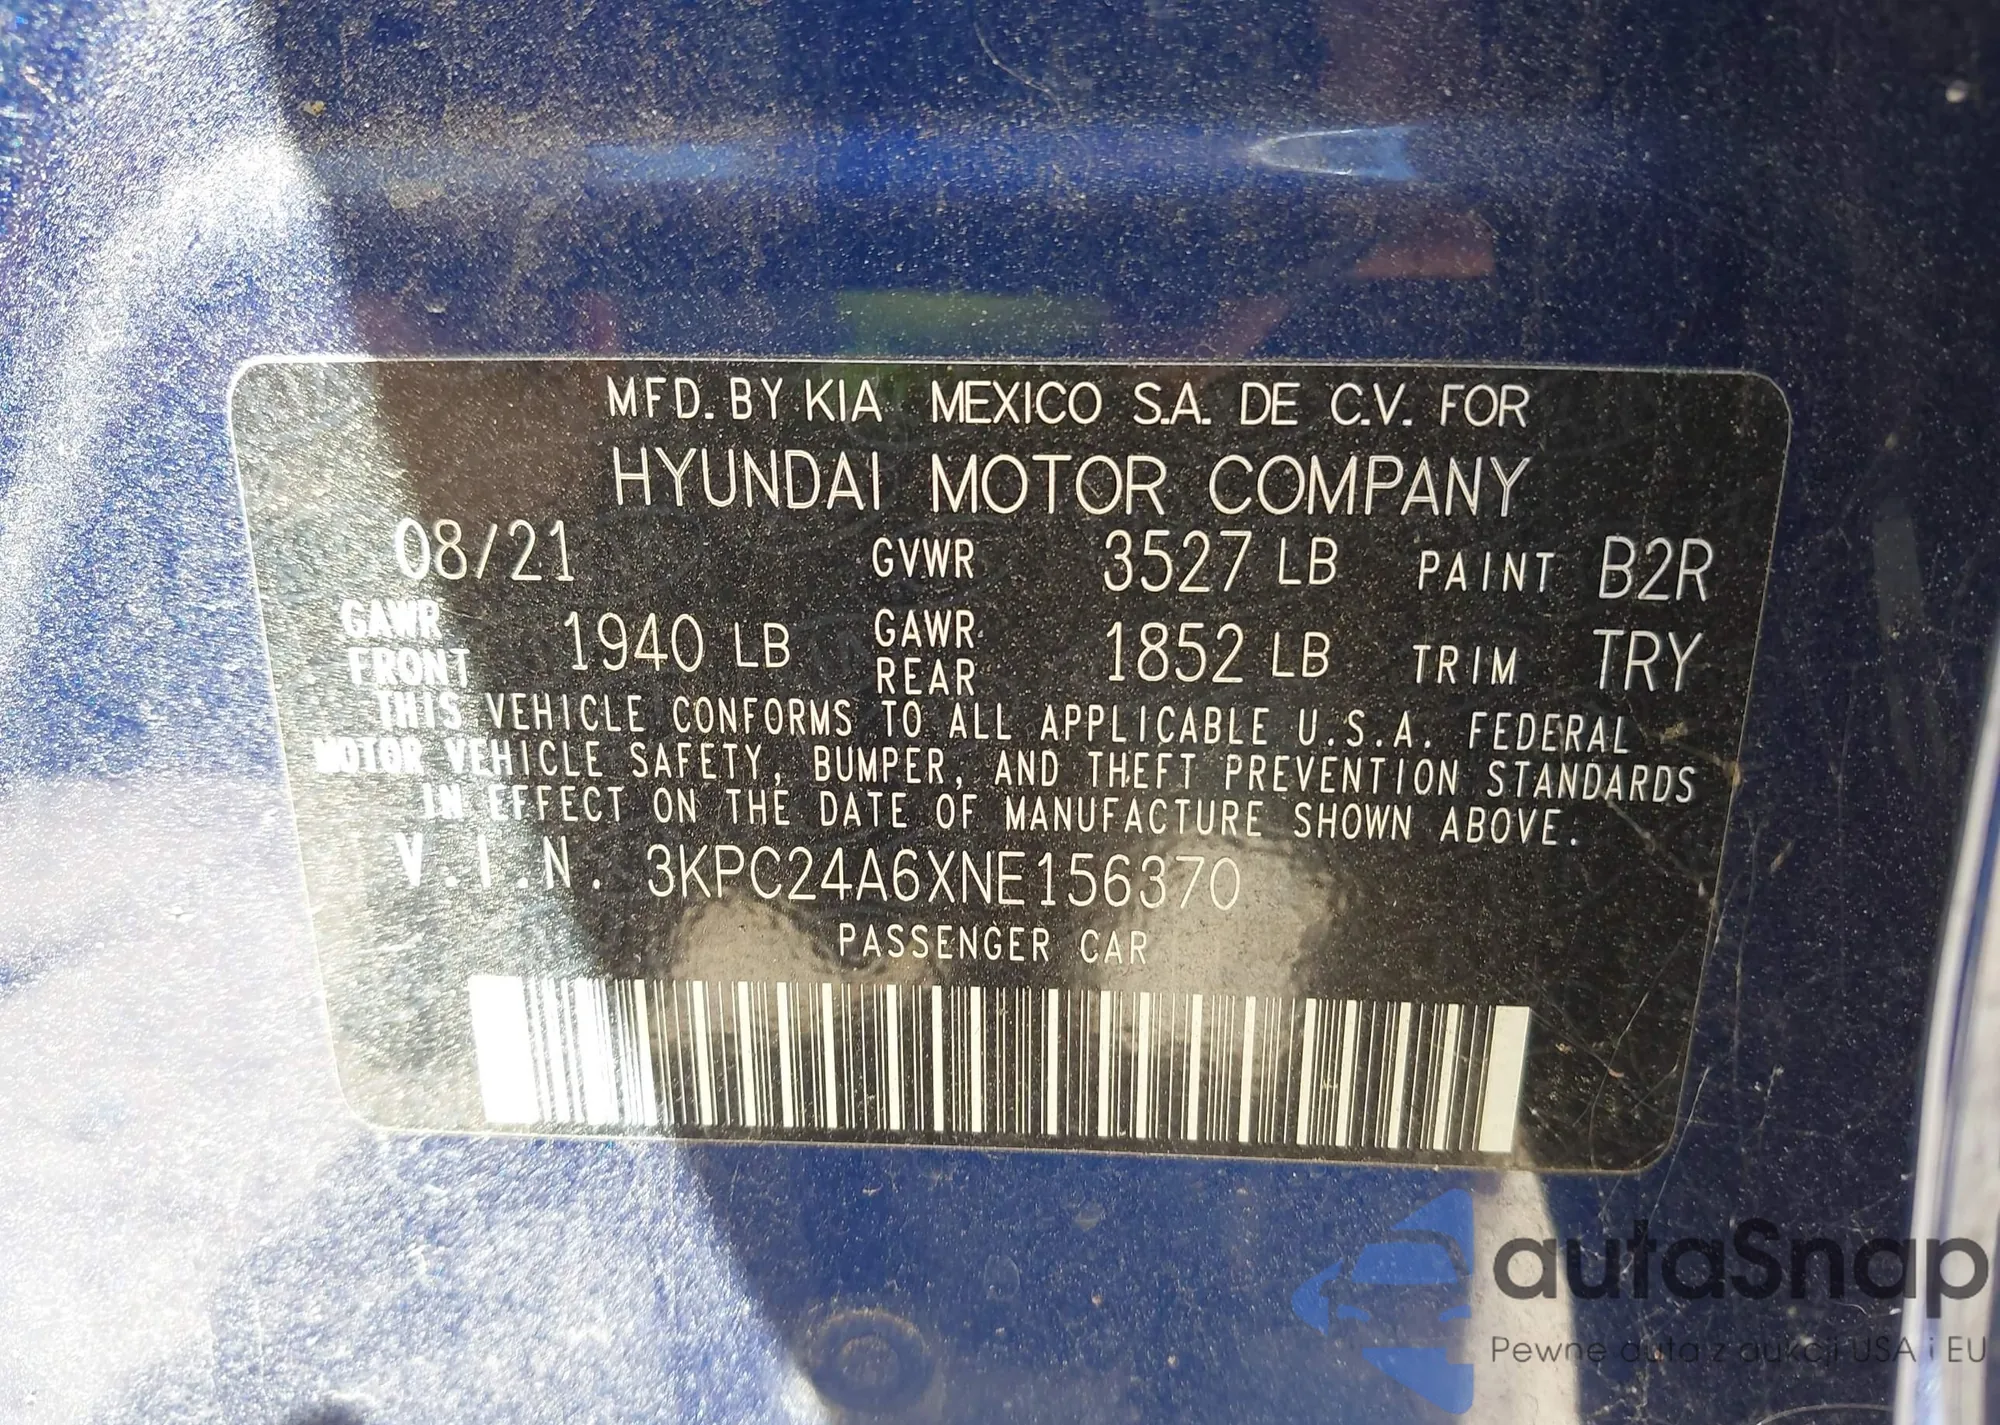 MFD. BY KIA MEXICO S.A. DE C.V. FOR
HYUNDAI MOTOR COMPANY
08/21 GVWR 3527 LB PAINT B2R
GAWR FRONT 1940 LB GAWR REAR 1852 LB TRIM TRY
THIS VEHICLE CONFORMS TO ALL APPLICABLE U.S.A. FEDERAL
MOTOR VEHICLE SAFETY, BUMPER, AND THEFT PREVENTION STANDARDS
IN EFFECT ON THE DATE OF MANUFACTURE SHOWN ABOVE.
V.I.N. 3KPC24A6XNE156370
PASSENGER CAR
autaSnap
Pewne auta z aukcji USA i EU